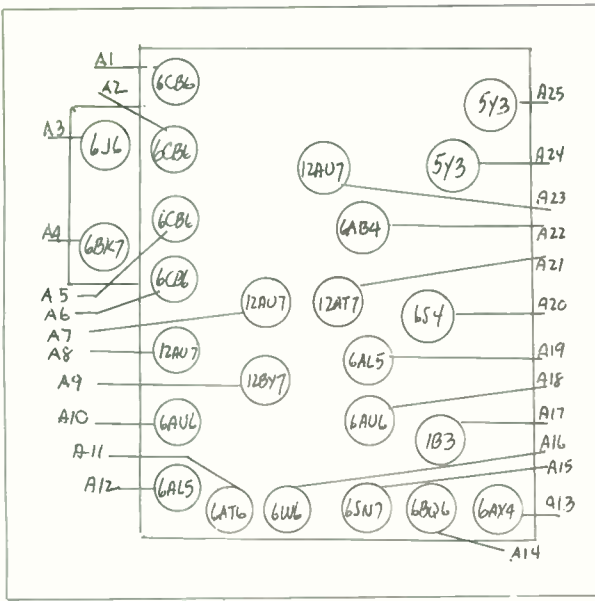 A1
6CB6
A2
A25
5Y3
A3
6J6
6CB6
12AU7
5Y3
A24
A23
6CB6
6AB4
A22
A4
6BK7
A21
6CB6
A5
A6
12AU7
12AT7
6S4
A20
A7
A8
12AU7
6AL5
A19
A9
12BY7
A18
A10
6AU6
6AU6
1B3
A17
A11
A16
A15
A12
6AL5
6AT6
6W6
6SN7
6BQ6
6AX4
A13
A14